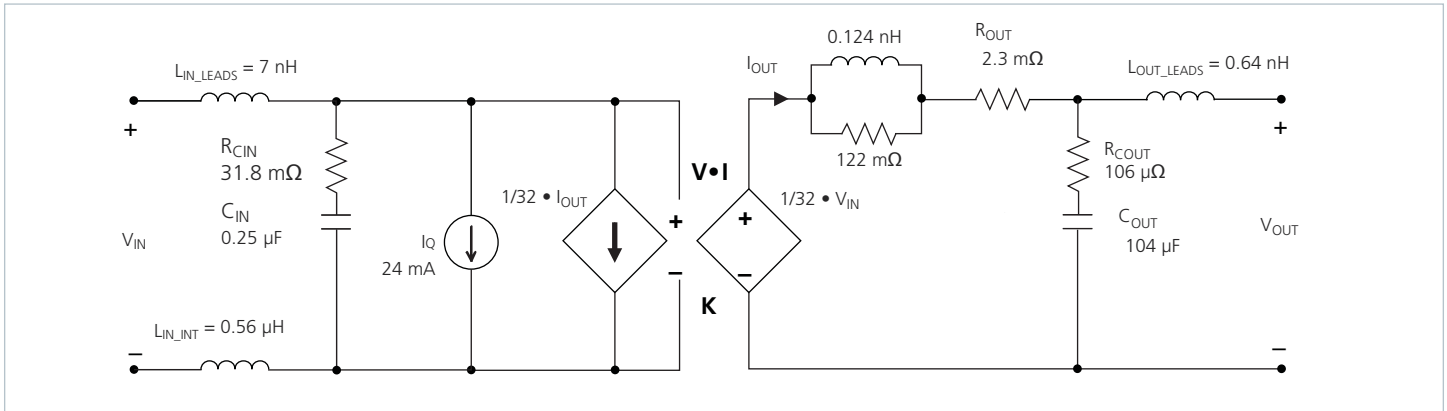 L_IN_LEADS = 7 nH
+
R_CIN
31.8 mΩ
C_IN
0.25 µF
V_IN
I_Q
24 mA
1/32 • I_OUT
L_IN_INT = 0.56 µH
–
V•I
+
–
K
+
–
1/32 • V_IN
I_OUT
0.124 nH
122 mΩ
R_OUT
2.3 mΩ
L_OUT_LEADS = 0.64 nH
R_COUT
106 µΩ
C_OUT
104 µF
+
V_OUT
–